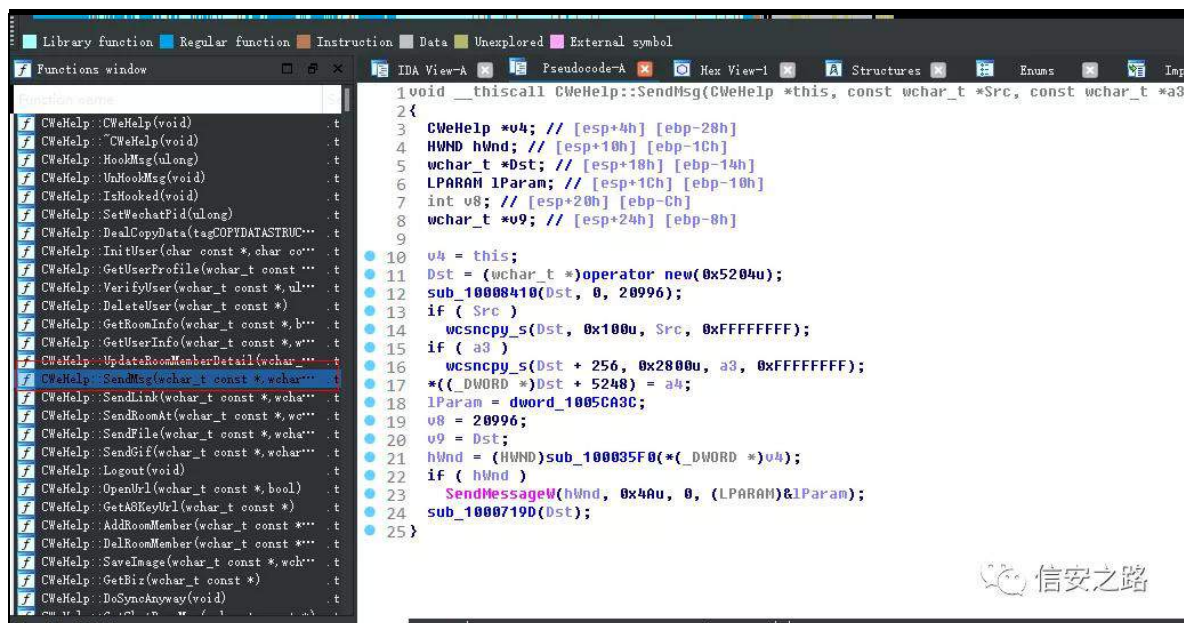 Library function Regular function Instruction Data Unexplored External symbol
Functions window
IDA View-A Pseudocode-A Hex View-1 Structures Enums Imp
Function name
CWeHelp::CWeHelp(void) .t
CWeHelp::~CWeHelp(void) .t
CWeHelp::HookMsg(ulong) .t
CWeHelp::UnHookMsg(void) .t
CWeHelp::IsHooked(void) .t
CWeHelp::SetWechatPid(ulong) .t
CWeHelp::DealCopyData(tagCOPYDATASTRUC… .t
CWeHelp::InitUser(char const *,char co… .t
CWeHelp::GetUserProfile(wchar_t const … .t
CWeHelp::VerifyUser(wchar_t const *,ul… .t
CWeHelp::DeleteUser(wchar_t const *) .t
CWeHelp::GetRoomInfo(wchar_t const *,b… .t
CWeHelp::GetUserInfo(wchar_t const *,w… .t
CWeHelp::UpdateRoomMemberDetail(wchar_… .t
CWeHelp::SendMsg(wchar_t const *,wchar… .t
CWeHelp::SendLink(wchar_t const *,wcha… .t
CWeHelp::SendRoomAt(wchar_t const *,wc… .t
CWeHelp::SendFile(wchar_t const *,wcha… .t
CWeHelp::SendGif(wchar_t const *,wchar… .t
CWeHelp::Logout(void) .t
CWeHelp::OpenUrl(wchar_t const *,bool) .t
CWeHelp::GetA8KeyUrl(wchar_t const *) .t
CWeHelp::AddRoomMember(wchar_t const *… .t
CWeHelp::DelRoomMember(wchar_t const *… .t
CWeHelp::SaveImage(wchar_t const *,wch… .t
CWeHelp::GetBiz(wchar_t const *) .t
CWeHelp::DoSyncAnyway(void) .t
1 void __thiscall CWeHelp::SendMsg(CWeHelp *this, const wchar_t *Src, const wchar_t *a3
2 {
3 CWeHelp *v4; // [esp+4h] [ebp-28h]
4 HWND hWnd; // [esp+10h] [ebp-1Ch]
5 wchar_t *Dst; // [esp+18h] [ebp-14h]
6 LPARAM lParam; // [esp+1Ch] [ebp-10h]
7 int v8; // [esp+20h] [ebp-Ch]
8 wchar_t *v9; // [esp+24h] [ebp-8h]
9
10 v4 = this;
11 Dst = (wchar_t *)operator new(0x5204u);
12 sub_10008410(Dst, 0, 20996);
13 if ( Src )
14 wcsncpy_s(Dst, 0x100u, Src, 0xFFFFFFFF);
15 if ( a3 )
16 wcsncpy_s(Dst + 256, 0x2800u, a3, 0xFFFFFFFF);
17 *((_DWORD *)Dst + 5248) = a4;
18 lParam = dword_1005CA3C;
19 v8 = 20996;
20 v9 = Dst;
21 hWnd = (HWND)sub_100035F0(*(_DWORD *)v4);
22 if ( hWnd )
23 SendMessageW(hWnd, 0x4Au, 0, (LPARAM)&lParam);
24 sub_1000719D(Dst);
25 }
信安之路